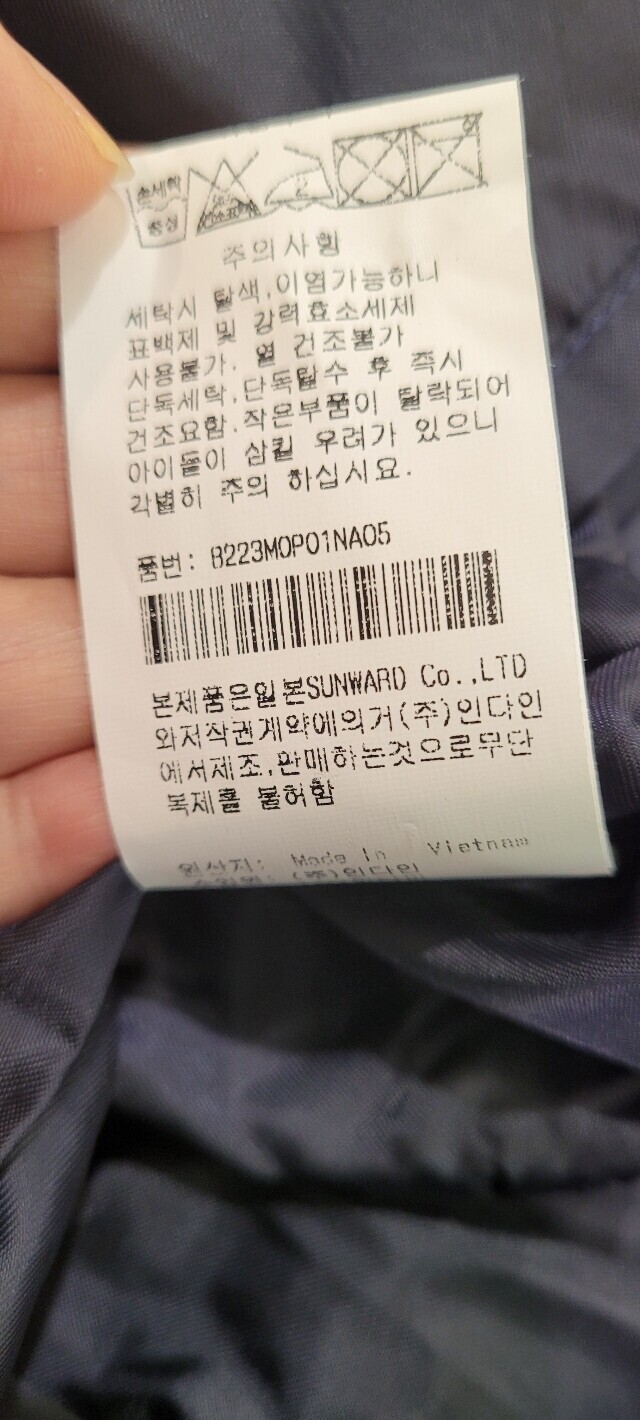 손세탁
중성
2
주의사항
세탁시 탈색,이염가능하니
표백제 및 강력효소세제
사용불가. 열 건조불가
단독세탁,단독탈수 후 즉시
건조요함.작은부품이 탈락되어
아이들이 삼킬 우려가 있으니
각별히 주의 하십시요.
품번: B223MOP01NA05
본제품은일본SUNWARD Co.,LTD
와저작권계약에의거(주)인다인
에서제조,판매하는것으로무단
복제를 불허함
원산지: Made in Vietnam
(주)인다인